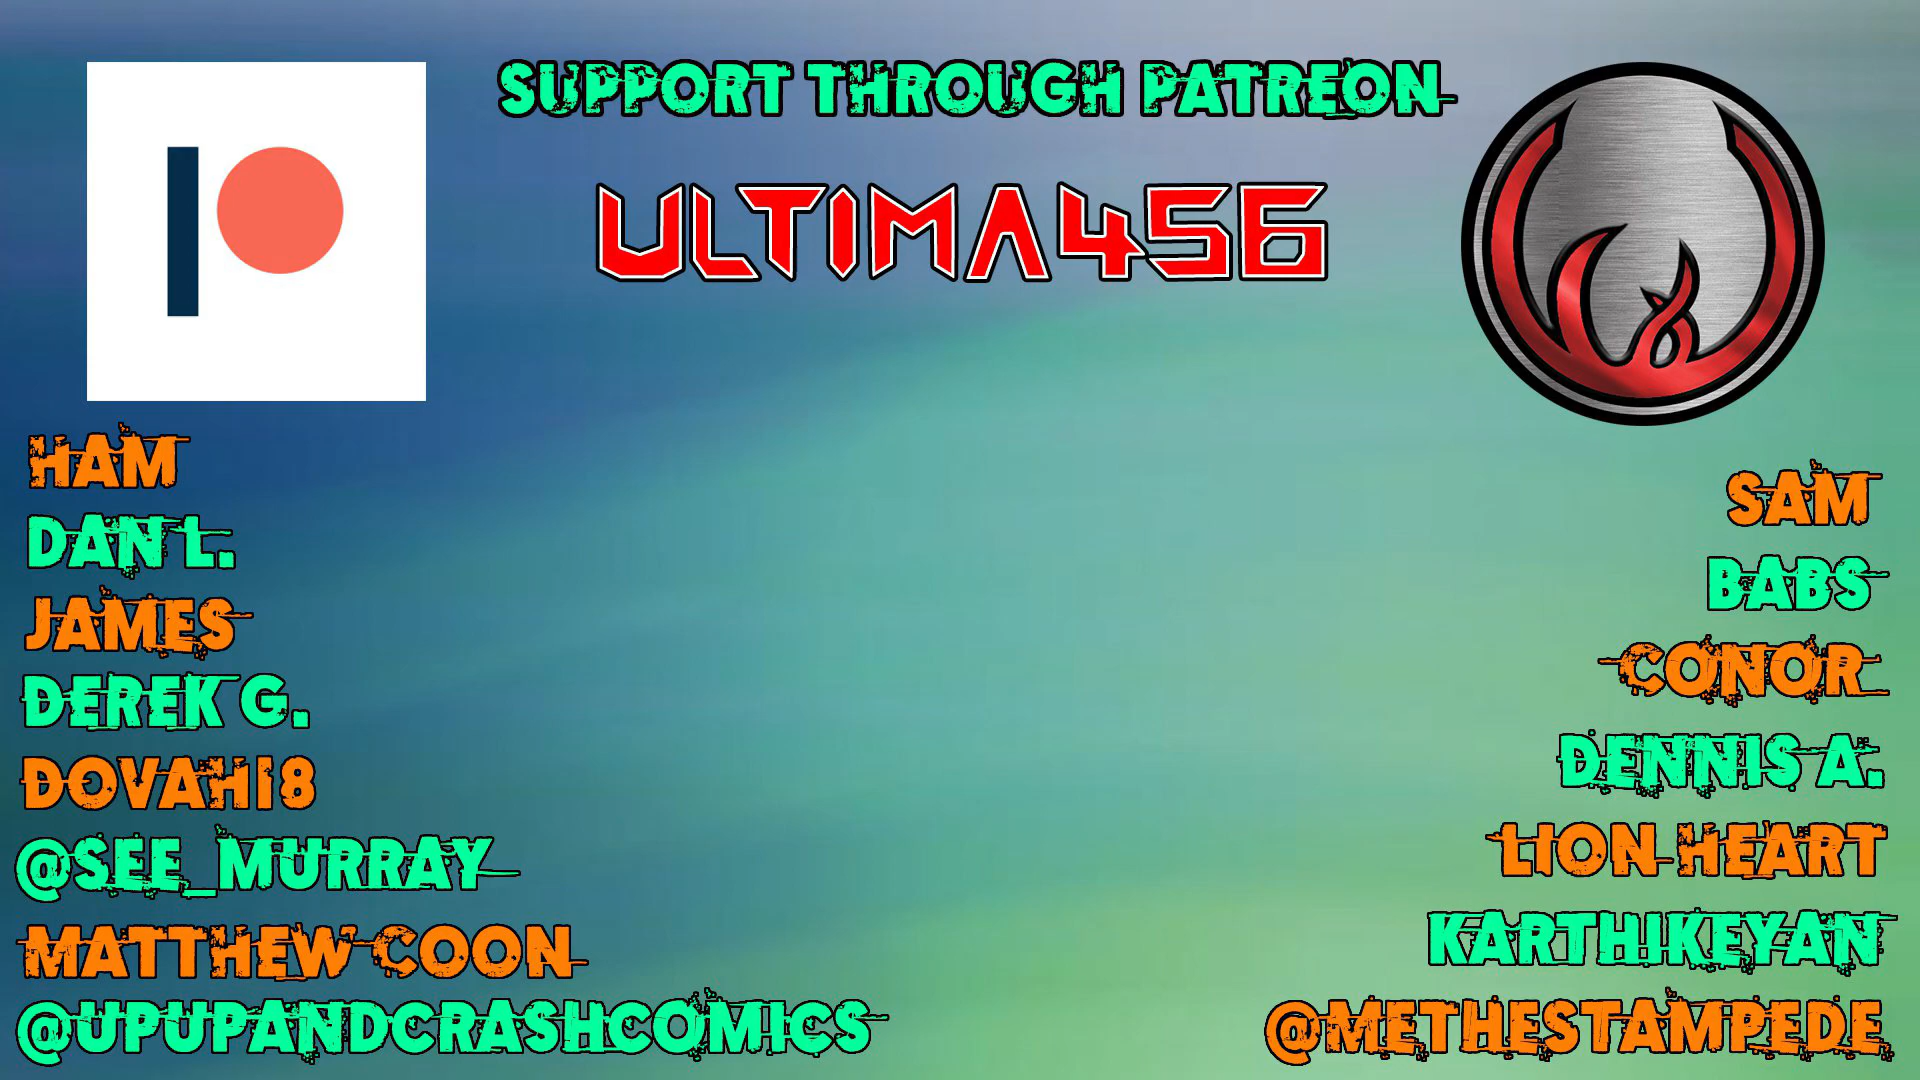 SUPPORT THROUGH PATREON
ULTIMA456
HAM
DAN L.
JAMES
DEREK G.
DOVAH18
@SEE_MURRAY
MATTHEW COON
@UPUPANDCRASHCOMICS
SAM
BABS
CONOR
DENNIS A.
LION HEART
KARTHIKEYAN
@METHESTAMPEDE